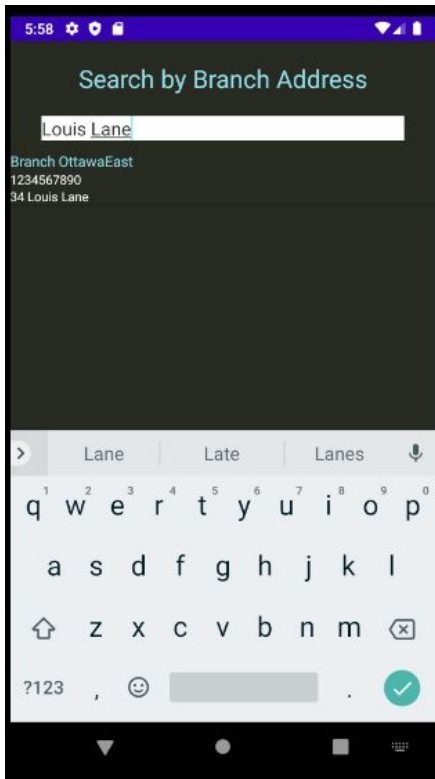 5:58
Search by Branch Address
Louis Lane
Branch OttawaEast
1234567890
34 Louis Lane
Lane Late Lanes
1 2 3 4 5 6 7 8 9 0
q w e r t y u i o p
a s d f g h j k l
z x c v b n m
?123 , .